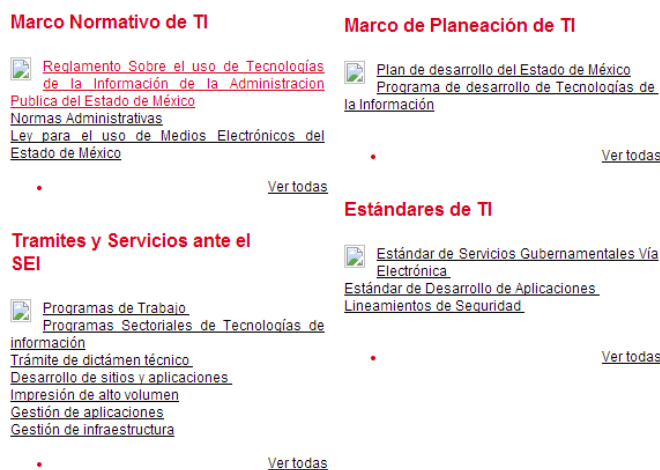 Marco Normativo de TI
Reglamento Sobre el uso de Tecnologías
de la Información de la Administracion
Publica del Estado de México
Normas Administrativas
Ley para el uso de Medios Electrónicos del
Estado de México
Ver todas
Tramites y Servicios ante el
SEI
Programas de Trabajo
Programas Sectoriales de Tecnologías de
información
Trámite de dictámen técnico
Desarrollo de sitios y aplicaciones
Impresión de alto volumen
Gestión de aplicaciones
Gestión de infraestructura
Ver todas
Marco de Planeación de TI
Plan de desarrollo del Estado de México
Programa de desarrollo de Tecnologías de
la Información
Ver todas
Estándares de TI
Estándar de Servicios Gubernamentales Vía
Electrónica
Estándar de Desarrollo de Aplicaciones
Lineamientos de Seguridad
Ver todas